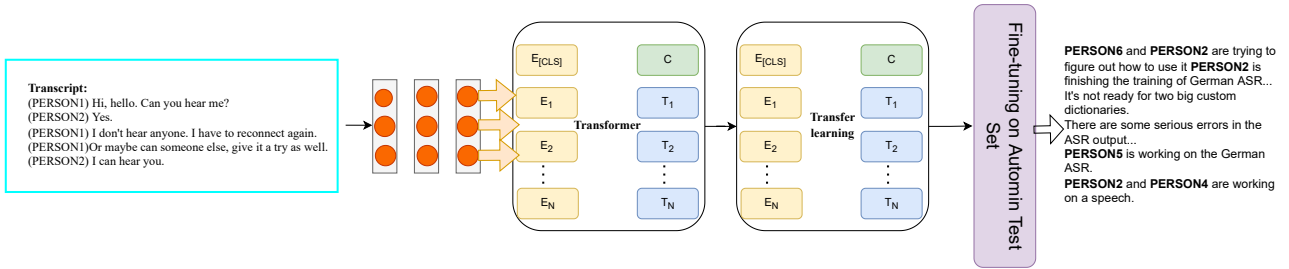 Transcript:
(PERSON1) Hi, hello. Can you hear me?
(PERSON2) Yes.
(PERSON1) I don't hear anyone. I have to reconnect again.
(PERSON1)Or maybe can someone else, give it a try as well.
(PERSON2) I can hear you.
E[CLS]
C
E1
T1
Transformer
E2
T2
EN
TN
E[CLS]
C
E1
T1
Transfer
learning
E2
T2
EN
TN
Fine-tuning on Automin Test
Set
PERSON6 and PERSON2 are trying to
figure out how to use it PERSON2 is
finishing the training of German ASR...
It's not ready for two big custom
dictionaries.
There are some serious errors in the
ASR output...
PERSON5 is working on the German
ASR.
PERSON2 and PERSON4 are working
on a speech.